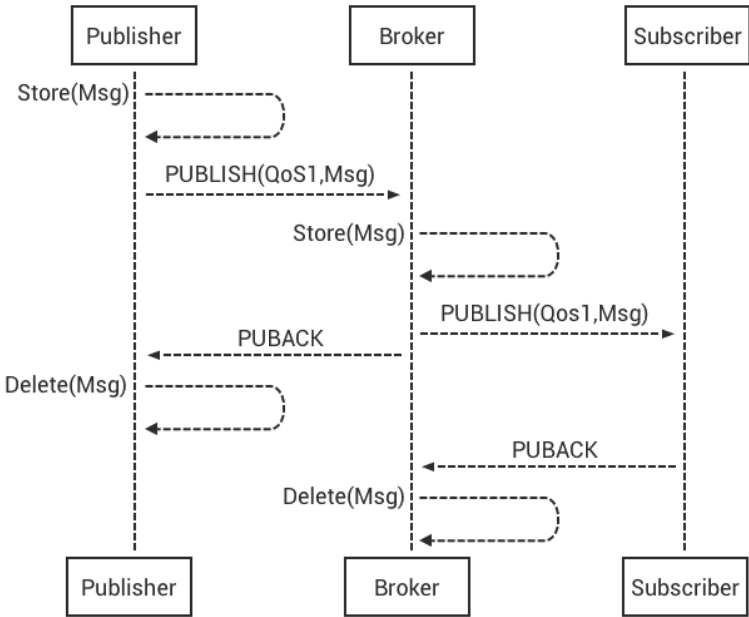 Publisher
Broker
Subscriber
Store(Msg)
PUBLISH(QoS1,Msg)
Store(Msg)
PUBLISH(Qos1,Msg)
PUBACK
Delete(Msg)
PUBACK
Delete(Msg)
Publisher
Broker
Subscriber